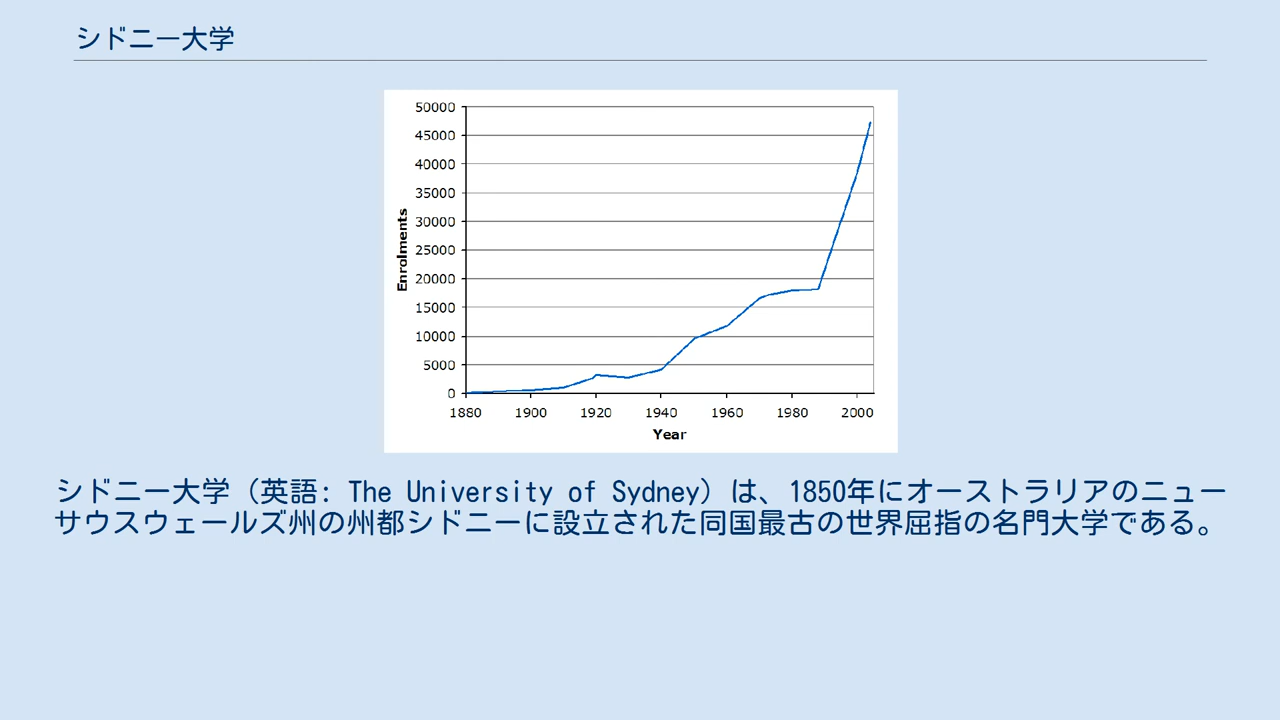 シドニー大学
50000
45000
40000
35000
30000
25000
20000
15000
10000
5000
0
Enrolments
1880 1900 1920 1940 1960 1980 2000
Year
シドニー大学（英語: The University of Sydney）は、1850年にオーストラリアのニュー
サウスウェールズ州の州都シドニーに設立された同国最古の世界屈指の名門大学である。